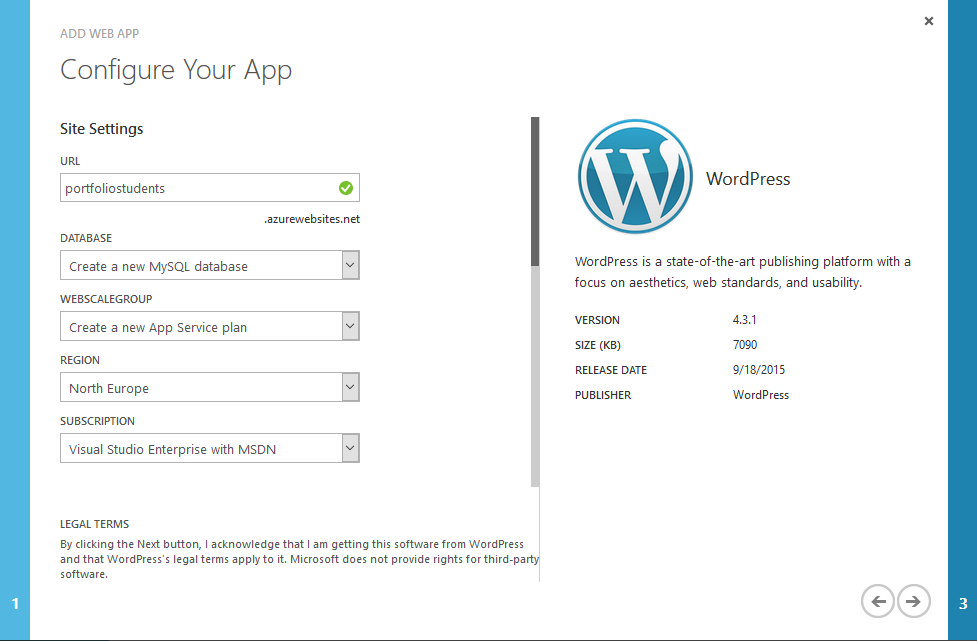 ADD WEB APP
Configure Your App
Site Settings
URL
portfoliostudents
.azurewebsites.net
DATABASE
Create a new MySQL database
WEBSCALEGROUP
Create a new App Service plan
REGION
North Europe
SUBSCRIPTION
Visual Studio Enterprise with MSDN
LEGAL TERMS
By clicking the Next button, I acknowledge that I am getting this software from WordPress
and that WordPress's legal terms apply to it. Microsoft does not provide rights for third-party
software.
WordPress
WordPress is a state-of-the-art publishing platform with a
focus on aesthetics, web standards, and usability.
VERSION 4.3.1
SIZE (KB) 7090
RELEASE DATE 9/18/2015
PUBLISHER WordPress
1
3